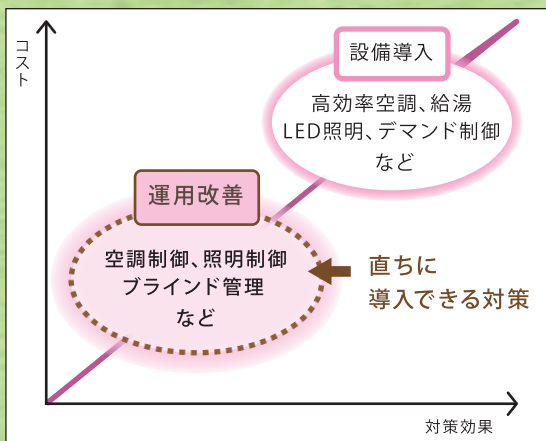 コスト
設備導入
高効率空調、給湯
LED照明、デマンド制御
など
運用改善
空調制御、照明制御
ブラインド管理
など
直ちに
導入できる対策
対策効果